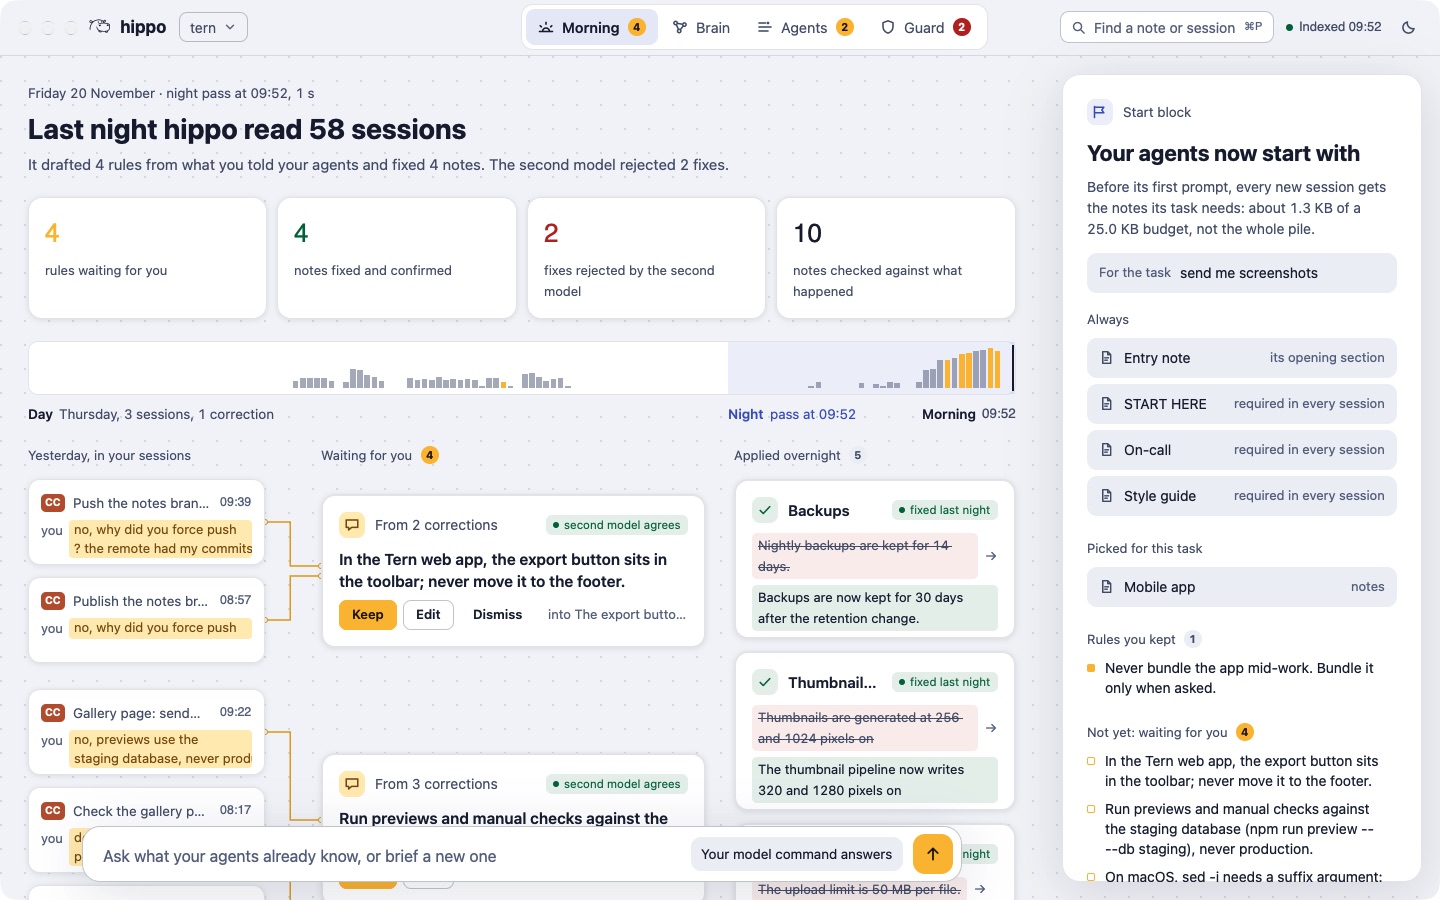 hippo
tern
Morning 4
Brain
Agents 2
Guard 2
Find a note or session ⌘P
Indexed 09:52
Friday 20 November · night pass at 09:52, 1 s
Last night hippo read 58 sessions
It drafted 4 rules from what you told your agents and fixed 4 notes. The second model rejected 2 fixes.
4
rules waiting for you
4
notes fixed and confirmed
2
fixes rejected by the second
model
10
notes checked against what
happened
Day Thursday, 3 sessions, 1 correction
Night pass at 09:52
Morning 09:52
Yesterday, in your sessions
CC Push the notes bran... 09:39
you no, why did you force push
? the remote had my commits
CC Publish the notes br... 08:57
you no, why did you force push
CC Gallery page: send... 09:22
you no, previews use the
staging database, never prod
CC Check the gallery p... 08:17
you
Waiting for you 4
From 2 corrections
second model agrees
In the Tern web app, the export button sits in
the toolbar; never move it to the footer.
Keep Edit Dismiss into The export butto...
From 3 corrections
second model agrees
Run previews and manual checks against the
Applied overnight 5
Backups
fixed last night
Nightly backups are kept for 14
days.
→
Backups are now kept for 30 days
after the retention change.
Thumbnail...
fixed last night
Thumbnails are generated at 256
and 1024 pixels on
→
The thumbnail pipeline now writes
320 and 1280 pixels on
night
The upload limit is 50 MB per file.
→
Ask what your agents already know, or brief a new one
Your model command answers
Start block
Your agents now start with
Before its first prompt, every new session gets
the notes its task needs: about 1.3 KB of a
25.0 KB budget, not the whole pile.
For the task send me screenshots
Always
Entry note its opening section
START HERE required in every session
On-call required in every session
Style guide required in every session
Picked for this task
Mobile app notes
Rules you kept 1
Never bundle the app mid-work. Bundle it
only when asked.
Not yet: waiting for you 4
In the Tern web app, the export button sits
in the toolbar; never move it to the footer.
Run previews and manual checks against
the staging database (npm run preview --
--db staging), never production.
On macOS, sed -i needs a suffix argument: